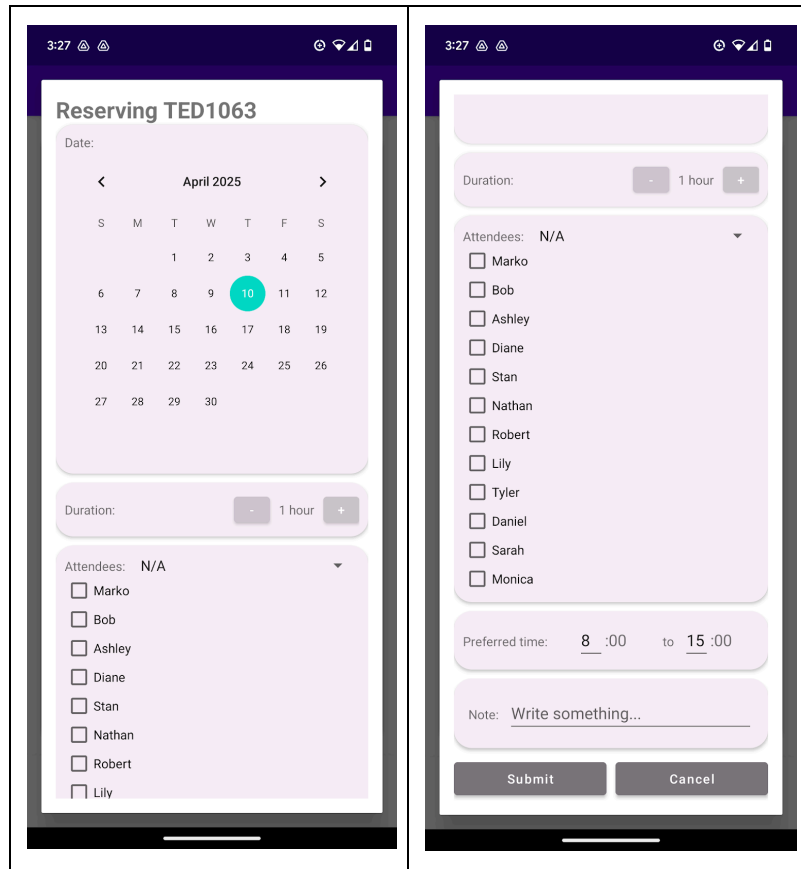 3:27
Reserving TED1063
Date:
April 2025
S M T W T F S
1 2 3 4 5
6 7 8 9 10 11 12
13 14 15 16 17 18 19
20 21 22 23 24 25 26
27 28 29 30
Duration: - 1 hour +
Attendees: N/A
Marko
Bob
Ashley
Diane
Stan
Nathan
Robert
Lily
3:27
Duration: - 1 hour +
Attendees: N/A
Marko
Bob
Ashley
Diane
Stan
Nathan
Robert
Lily
Tyler
Daniel
Sarah
Monica
Preferred time: 8 :00 to 15 :00
Note: Write something...
Submit Cancel